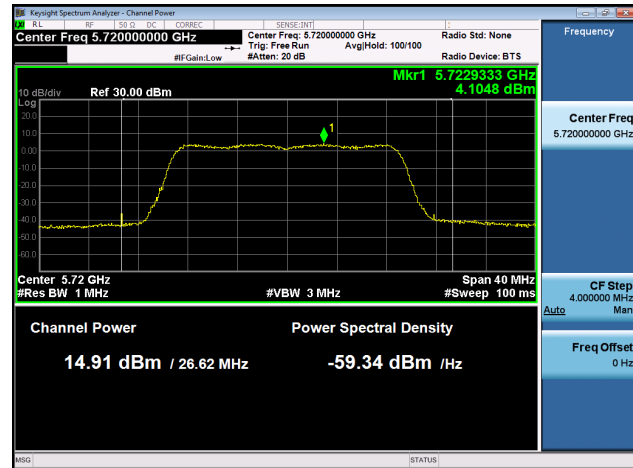 Keysight Spectrum Analyzer - Channel Power
RL RF 50 Ω DC CORREC SENSE:INT
Center Freq 5.720000000 GHz
#IFGain:Low
Center Freq: 5.720000000 GHz
Trig: Free Run Avg|Hold: 100/100
#Atten: 20 dB
Radio Std: None
Radio Device: BTS
Mkr1 5.7229333 GHz
4.1048 dBm
10 dB/div Ref 30.00 dBm
Log
20.0
10.0
0.00
-10.0
-20.0
-30.0
-40.0
-50.0
-60.0
1
Center 5.72 GHz Span 40 MHz
#Res BW 1 MHz #VBW 3 MHz #Sweep 100 ms
Channel Power Power Spectral Density
14.91 dBm / 26.62 MHz -59.34 dBm /Hz
MSG STATUS
Frequency
Center Freq
5.720000000 GHz
CF Step
4.000000 MHz
Auto Man
Freq Offset
0 Hz